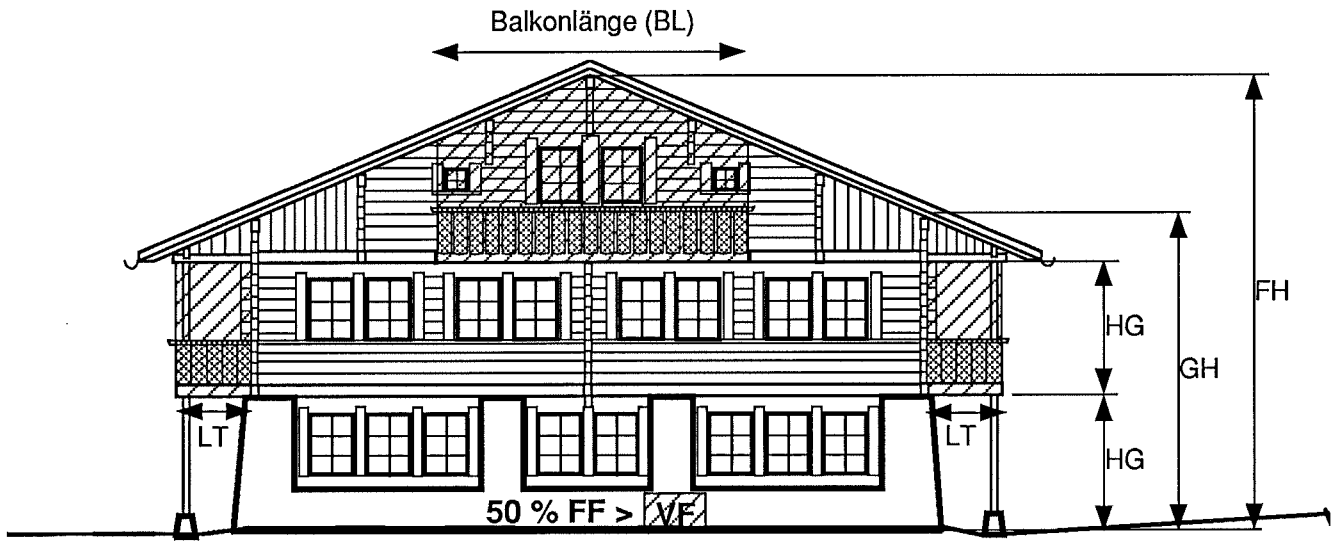 Balkonlänge (BL)
FH
HG
GH
LT
LT
HG
50 % FF > VF